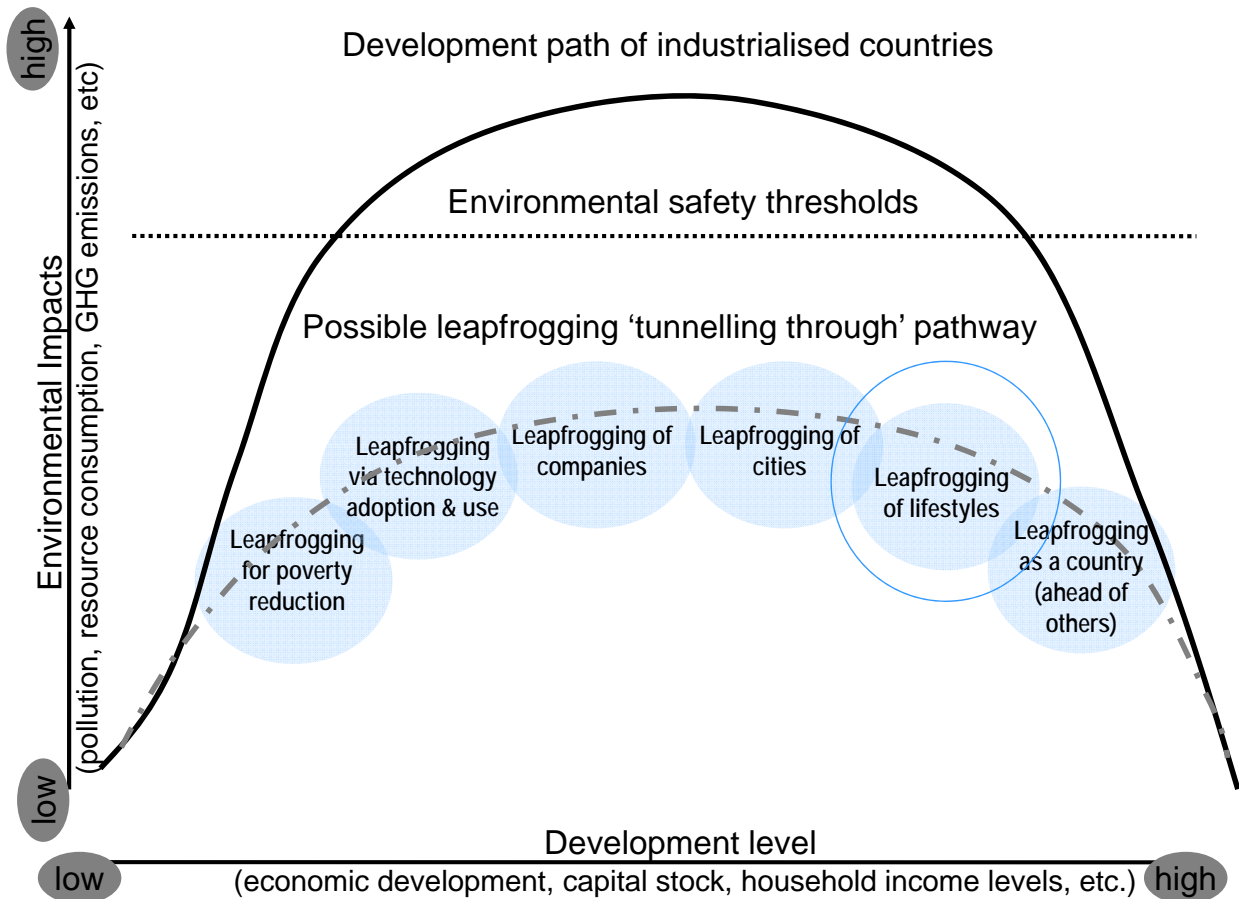 high
Development path of industrialised countries
Environmental safety thresholds
Environmental Impacts
(pollution, resource consumption, GHG emissions, etc)
Possible leapfrogging ‘tunnelling through’ pathway
Leapfrogging
for poverty
reduction
Leapfrogging
via technology
adoption & use
Leapfrogging of
companies
Leapfrogging of
cities
Leapfrogging
of lifestyles
Leapfrogging
as a country
(ahead of
others)
low
Development level
low
(economic development, capital stock, household income levels, etc.)
high